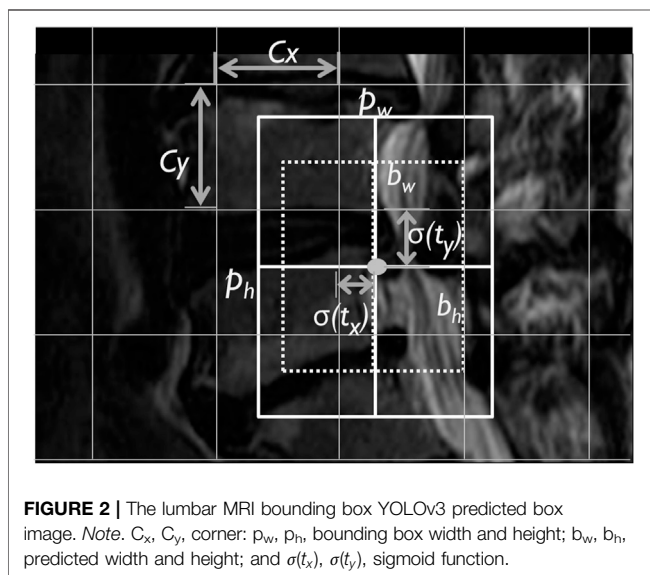 Cx
pw
Cy
bw
σ(ty)
ph
σ(tx)
bh
FIGURE 2 | The lumbar MRI bounding box YOLOv3 predicted box
image. Note. Cx, Cy, corner: pw, ph, bounding box width and height; bw, bh,
predicted width and height; and σ(tx), σ(ty), sigmoid function.